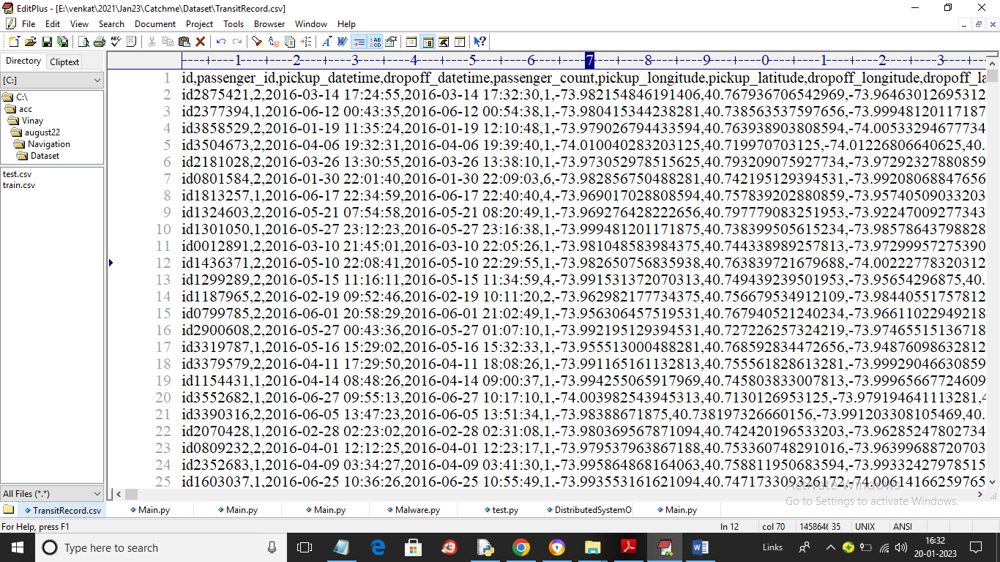 EditPlus - [E:\venkat\2021\Jan23\Catchme\Dataset\TransitRecord.csv]
File Edit View Search Document Project Tools Browser Window Help
Directory Cliptext
[C:]
C:\
acc
Vinay
august22
Navigation
Dataset
test.csv
train.csv
All Files (*.*)
----+----1----+----2----+----3----+----4----+----5----+----6----+----7----+----8----+----9----+----0----+----1----+----2----+----3----+--
1 id,passenger_id,pickup_datetime,dropoff_datetime,passenger_count,pickup_longitude,pickup_latitude,dropoff_longitude,dropoff_la
2 id2875421,2,2016-03-14 17:24:55,2016-03-14 17:32:30,1,-73.982154846191406,40.767936706542969,-73.96463012695312
3 id2377394,1,2016-06-12 00:43:35,2016-06-12 00:54:38,1,-73.980415344238281,40.738563537597656,-73.99948120117187
4 id3858529,2,2016-01-19 11:35:24,2016-01-19 12:10:48,1,-73.979026794433594,40.763938903808594,-74.00533294677734
5 id3504673,2,2016-04-06 19:32:31,2016-04-06 19:39:40,1,-74.010040283203125,40.719970703125,-74.01226806640625,40.
6 id2181028,2,2016-03-26 13:30:55,2016-03-26 13:38:10,1,-73.973052978515625,40.793209075927734,-73.97292327880859
7 id0801584,2,2016-01-30 22:01:40,2016-01-30 22:09:03,6,-73.982856750488281,40.742195129394531,-73.99208068847656
8 id1813257,1,2016-06-17 22:34:59,2016-06-17 22:40:40,4,-73.969017028808594,40.757839202880859,-73.95740509033203
9 id1324603,2,2016-05-21 07:54:58,2016-05-21 08:20:49,1,-73.969276428222656,40.797779083251953,-73.92247009277343
10 id1301050,1,2016-05-27 23:12:23,2016-05-27 23:16:38,1,-73.999481201171875,40.738399505615234,-73.98578643798828
11 id0012891,2,2016-03-10 21:45:01,2016-03-10 22:05:26,1,-73.981048583984375,40.744338989257813,-73.97299957275390
12 id1436371,2,2016-05-10 22:08:41,2016-05-10 22:29:55,1,-73.982650756835938,40.763839721679688,-74.00222778320312
13 id1299289,2,2016-05-15 11:16:11,2016-05-15 11:34:59,4,-73.991531372070313,40.749439239501953,-73.95654296875,40.
14 id1187965,2,2016-02-19 09:52:46,2016-02-19 10:11:20,2,-73.962982177734375,40.756679534912109,-73.98440551757812
15 id0799785,2,2016-06-01 20:58:29,2016-06-01 21:02:49,1,-73.956306457519531,40.767940521240234,-73.96611022949218
16 id2900608,2,2016-05-27 00:43:36,2016-05-27 01:07:10,1,-73.992195129394531,40.727226257324219,-73.97465515136718
17 id3319787,1,2016-05-16 15:29:02,2016-05-16 15:32:33,1,-73.955513000488281,40.768592834472656,-73.94876098632812
18 id3379579,2,2016-04-11 17:29:50,2016-04-11 18:08:26,1,-73.991165161132813,40.755561828613281,-73.99929046630859
19 id1154431,1,2016-04-14 08:48:26,2016-04-14 09:00:37,1,-73.994255065917969,40.745803833007813,-73.99965667724609
20 id3552682,1,2016-06-27 09:55:13,2016-06-27 10:17:10,1,-74.003982543945313,40.7130126953125,-73.979194641113281,4
21 id3390316,2,2016-06-05 13:47:23,2016-06-05 13:51:34,1,-73.98388671875,40.738197326660156,-73.991203308105469,40.
22 id2070428,1,2016-02-28 02:23:02,2016-02-28 02:31:08,1,-73.980369567871094,40.742420196533203,-73.96285247802734
23 id0809232,2,2016-04-01 12:12:25,2016-04-01 12:23:17,1,-73.979537963867188,40.753360748291016,-73.96399688720703
24 id2352683,1,2016-04-09 03:34:27,2016-04-09 03:41:30,1,-73.995864868164063,40.758811950683594,-73.99332427978515
25 id1603037,1,2016-06-25 10:36:26,2016-06-25 10:55:49,1,-73.993553161621094,40.747173309326172,-74.00614166259765
Activate Windows
Go to Settings to activate Windows.
TransitRecord.csv Main.py Main.py Main.py Malware.py test.py DistributedSystemO Main.py
For Help, press F1 ln 12 col 70 1458646 35 UNIX ANSI
Type here to search Links 16:32
20-01-2023